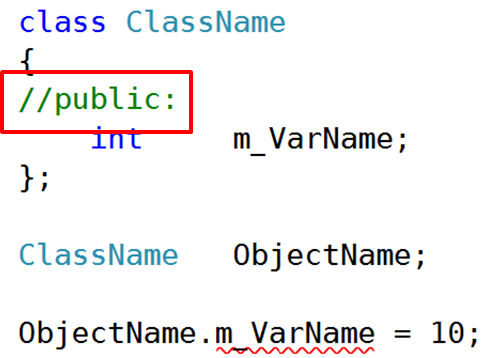 class ClassName
{
//public:
    int     m_VarName;
};
ClassName   ObjectName;
ObjectName.m_VarName = 10;